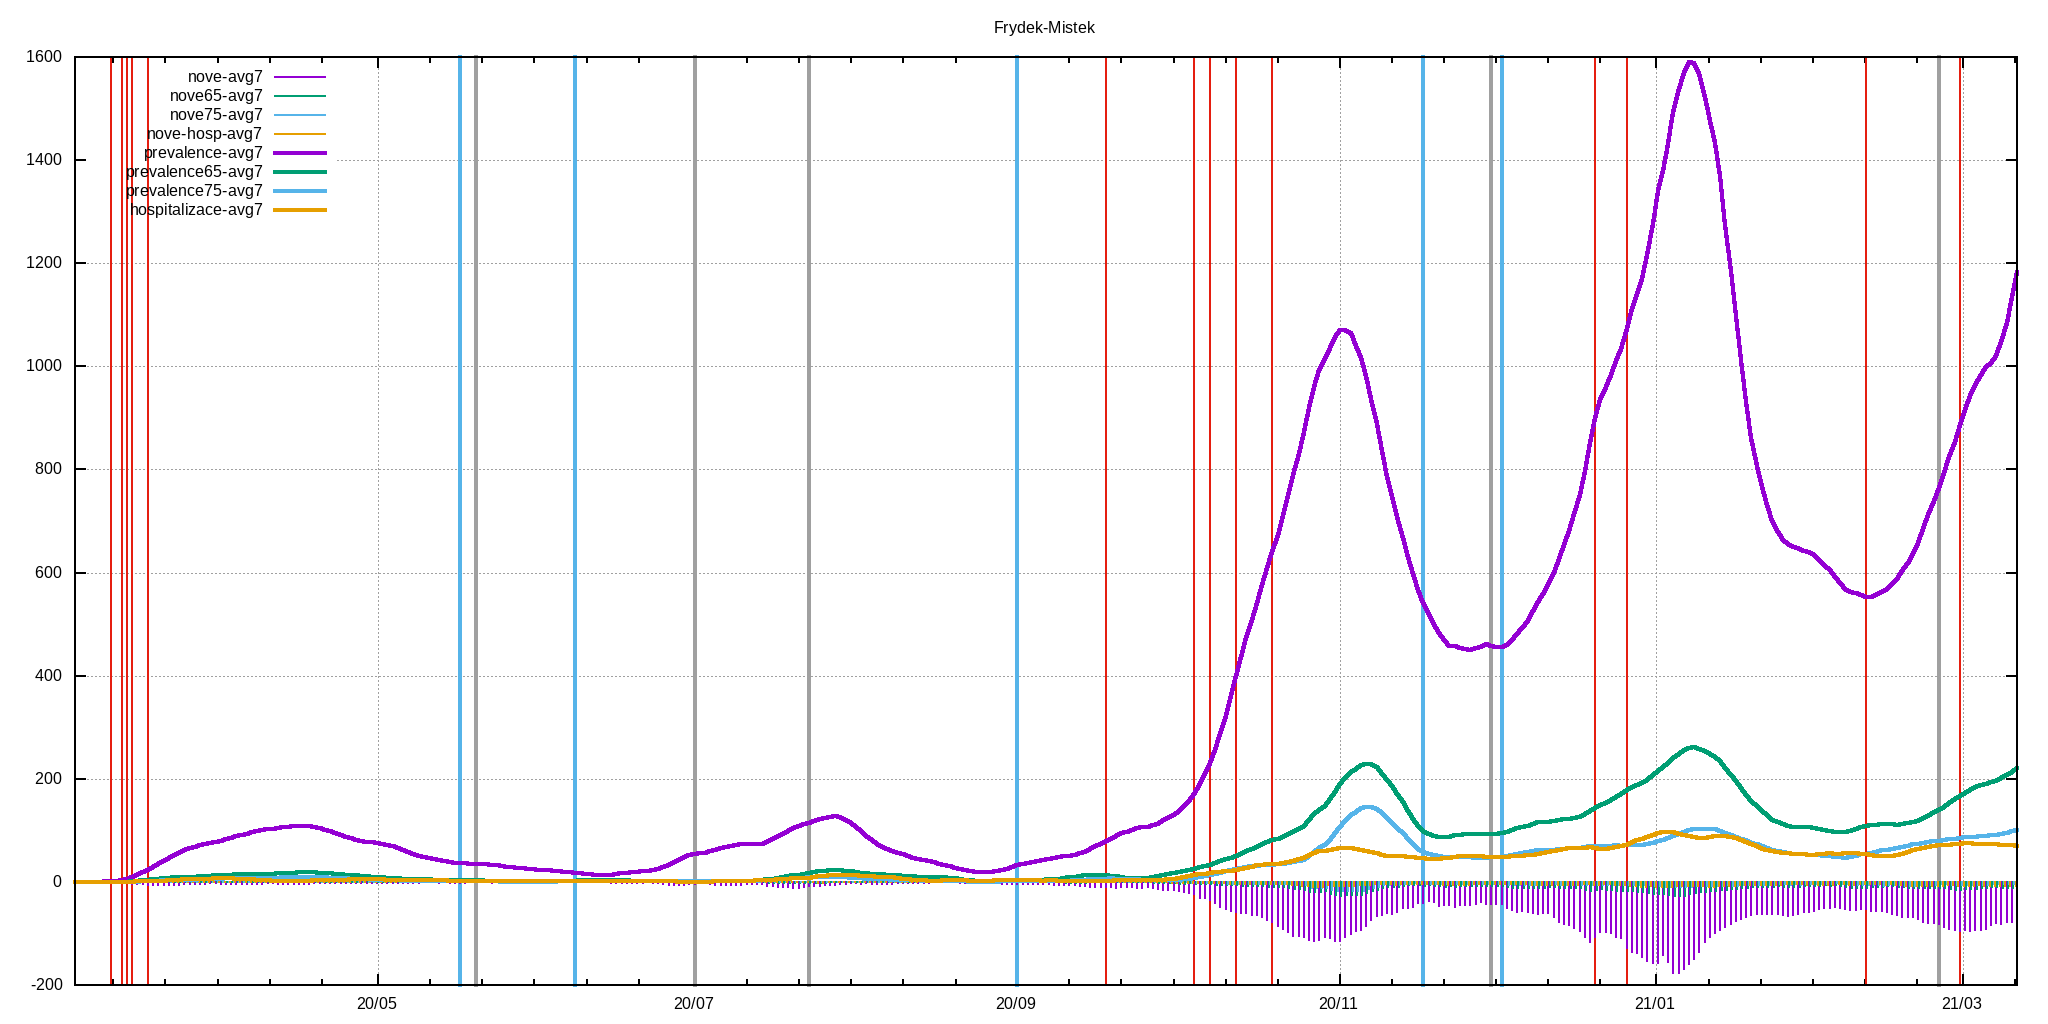 Frydek-Mistek
1600
1400
1200
1000
800
600
400
200
0
-200
nove-avg7
nove65-avg7
nove75-avg7
nove-hosp-avg7
prevalence-avg7
prevalence65-avg7
prevalence75-avg7
hospitalizace-avg7
20/05 20/07 20/09 20/11 21/01 21/03